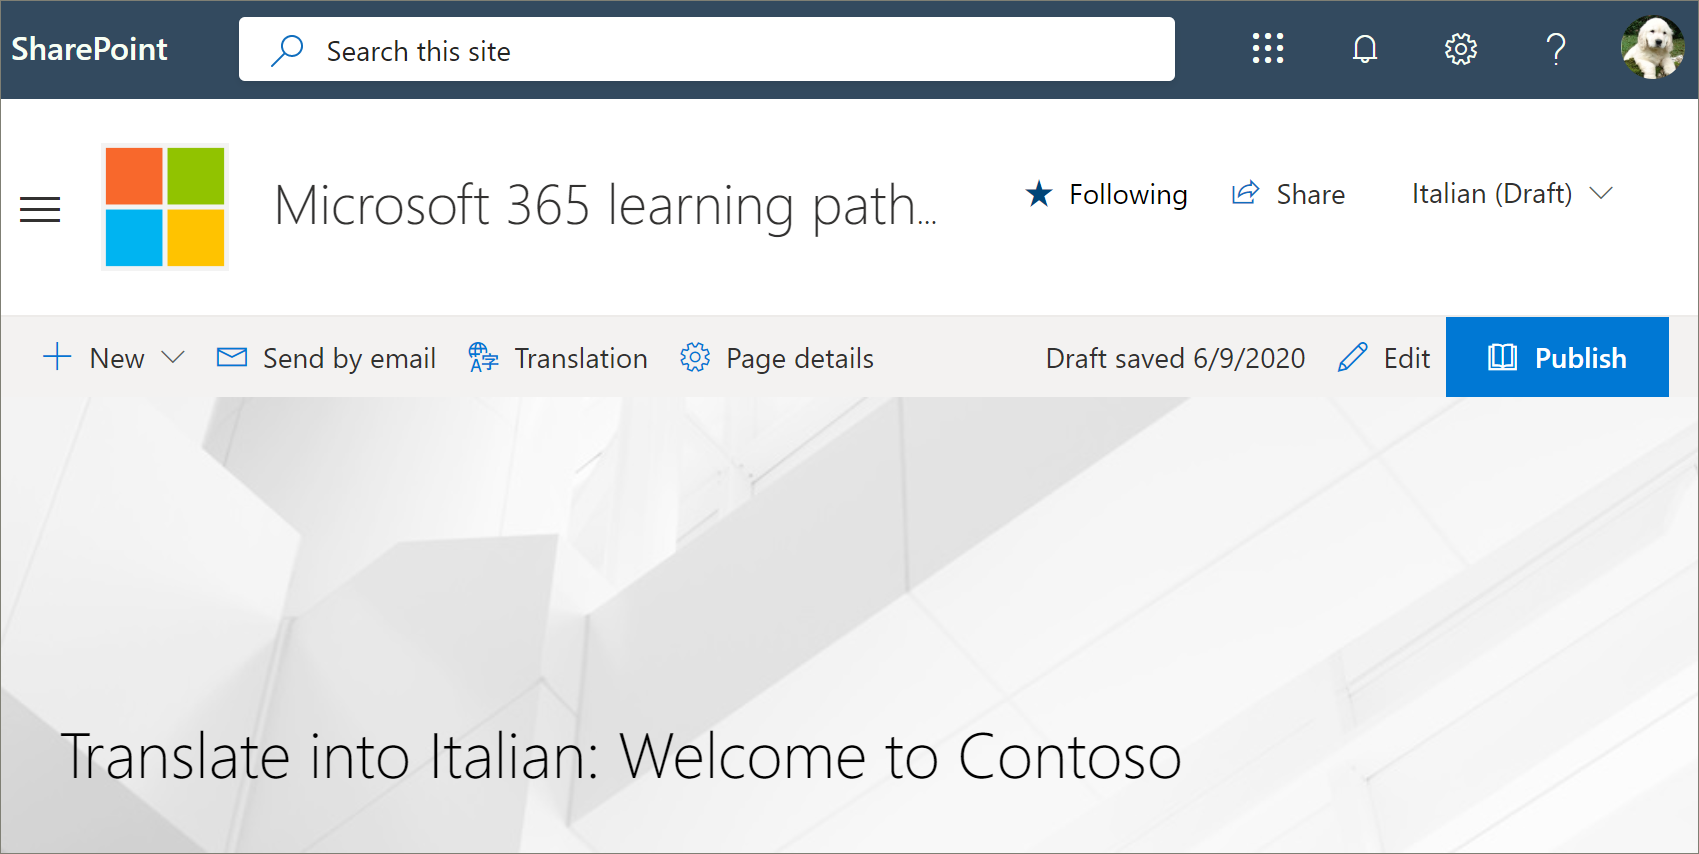 SharePoint
Search this site
Microsoft 365 learning path...
Following
Share
Italian (Draft)
New
Send by email
Translation
Page details
Draft saved 6/9/2020
Edit
Publish
Translate into Italian: Welcome to Contoso